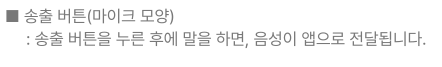 ■ 송출 버튼(마이크 모양)
: 송출 버튼을 누른 후에 말을 하면, 음성이 앱으로 전달됩니다.